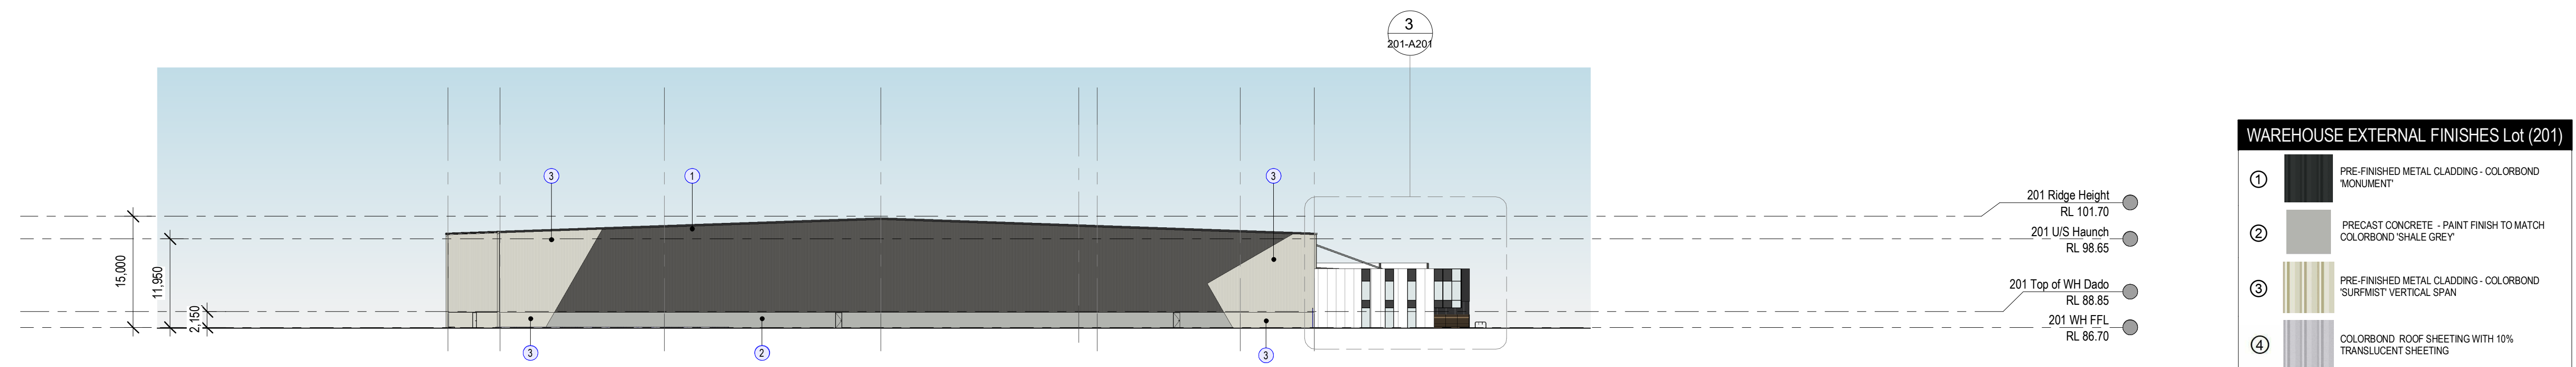 3
201-A201
3
1
3
15,000
11,950
2,150
3
2
3
201 Ridge Height
RL 101.70
201 U/S Haunch
RL 98.65
201 Top of WH Dado
RL 88.85
201 WH FFL
RL 86.70
WAREHOUSE EXTERNAL FINISHES Lot (201)
1
PRE-FINISHED METAL CLADDING - COLORBOND
'MONUMENT'
2
PRECAST CONCRETE - PAINT FINISH TO MATCH
COLORBOND 'SHALE GREY'
3
PRE-FINISHED METAL CLADDING - COLORBOND
'SURFMIST' VERTICAL SPAN
4
COLORBOND ROOF SHEETING WITH 10%
TRANSLUCENT SHEETING